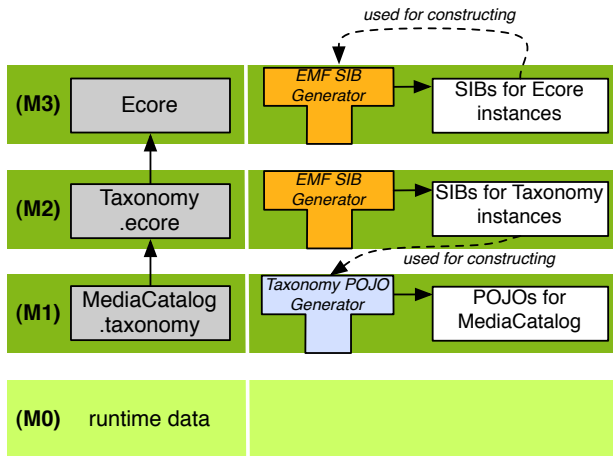 used for constructing
(M3)
Ecore
EMF SIB
Generator
SIBs for Ecore
instances
(M2)
Taxonomy
.ecore
EMF SIB
Generator
SIBs for Taxonomy
instances
used for constructing
(M1)
MediaCatalog
.taxonomy
Taxonomy POJO
Generator
POJOs for
MediaCatalog
(M0)
runtime data